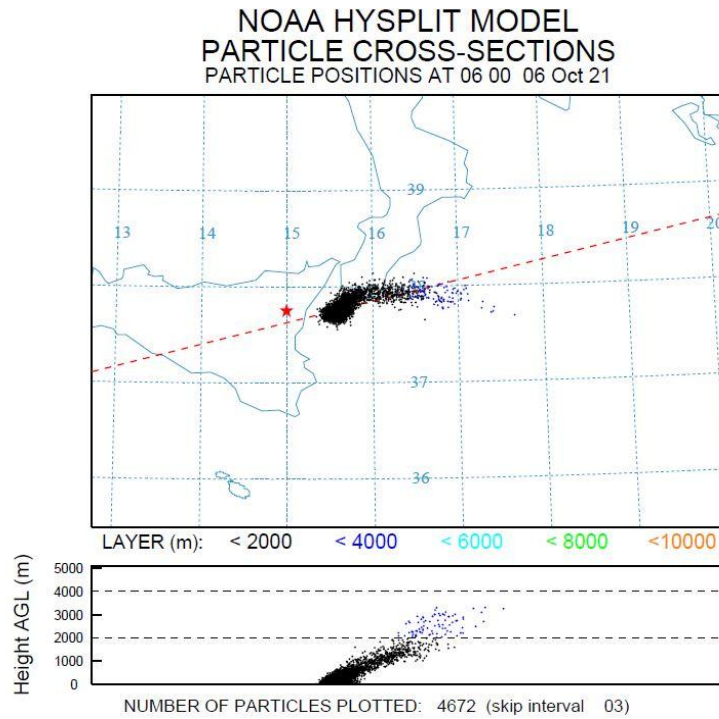 NOAA HYSPLIT MODEL
PARTICLE CROSS-SECTIONS
PARTICLE POSITIONS AT 06 00 06 Oct 21
39
13 14 15 16 17 18 19 20
37
36
LAYER (m): < 2000 < 4000 < 6000 < 8000 <10000
Height AGL (m)
5000
4000
3000
2000
1000
0
NUMBER OF PARTICLES PLOTTED: 4672 (skip interval 03)